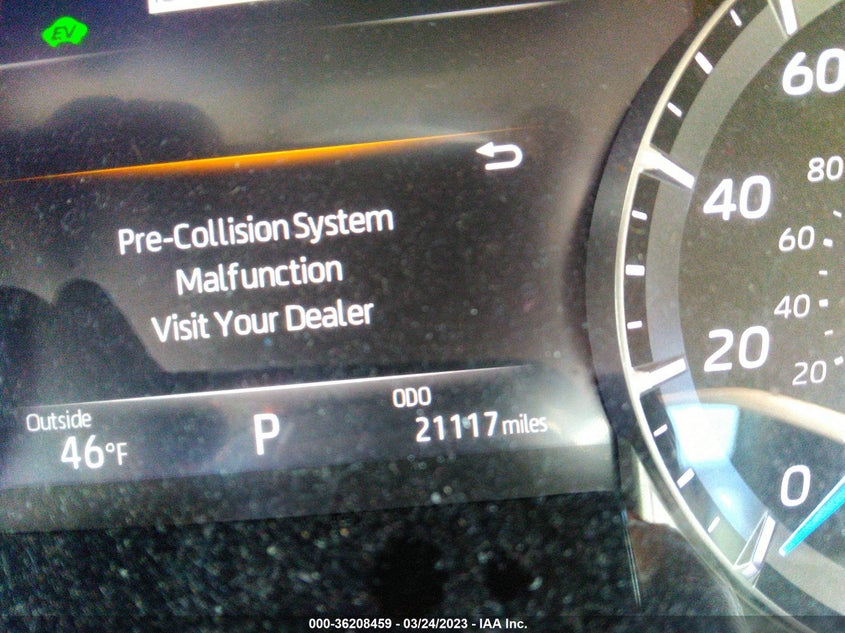 EV
Pre-Collision System
Malfunction
Visit Your Dealer
Outside
46°F
P
ODO
21117 miles
60
40
20
0
80
60
40
20
000-36208459 - 03/24/2023 - IAA Inc.